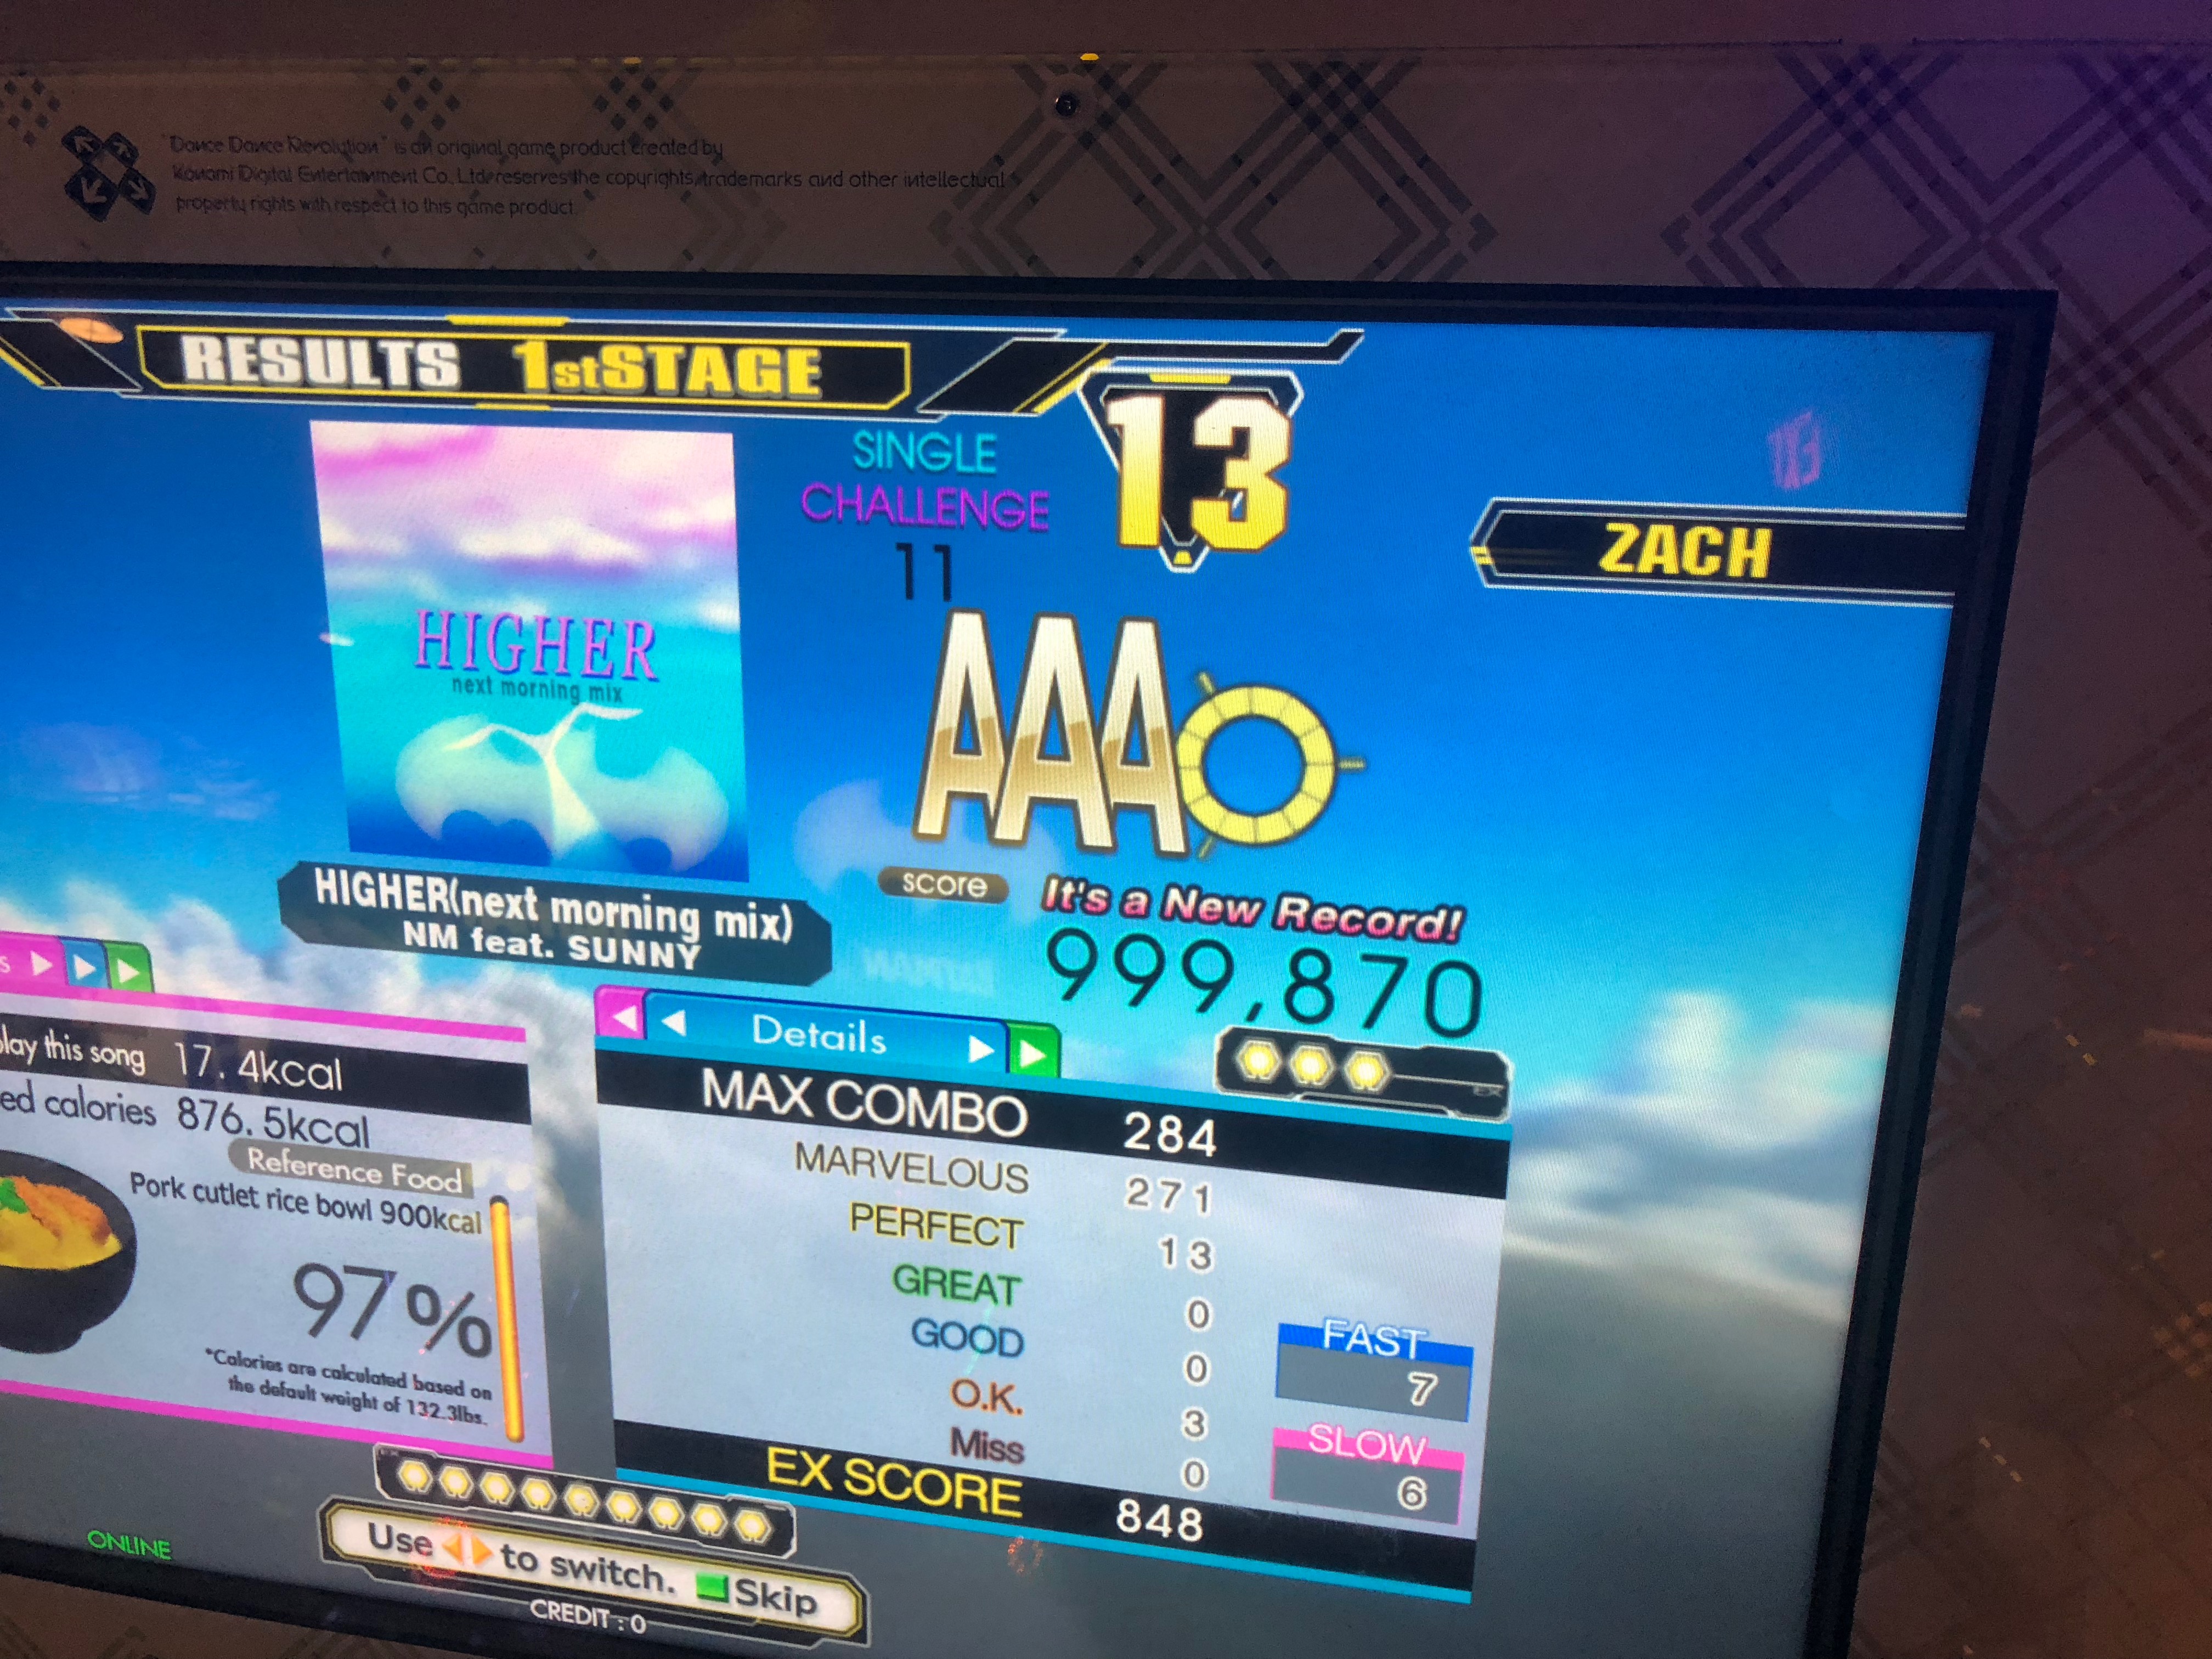 "Dance Dance Revolution" is an original game product created by
Konami Digital Entertainment Co., Ltd. reserves the copyrights, trademarks and other intellectual
property rights with respect to this game product.
RESULTS 1stSTAGE
13
SINGLE
CHALLENGE
11
ZACH
HIGHER
next morning mix
AAA
HIGHER(next morning mix)
NM feat. SUNNY
score
It's a New Record!
999,870
s
Details
EX
lay this song 17.4kcal
ed calories 876.5kcal
Reference Food
Pork cutlet rice bowl 900kcal
97%
*Calories are calculated based on
the default weight of 132.3lbs.
MAX COMBO 284
MARVELOUS 271
PERFECT 13
GREAT 0
GOOD 0
O.K. 3
Miss 0
EX SCORE 848
FAST
7
SLOW
6
EX
Use to switch. Skip
ONLINE
CREDIT : 0